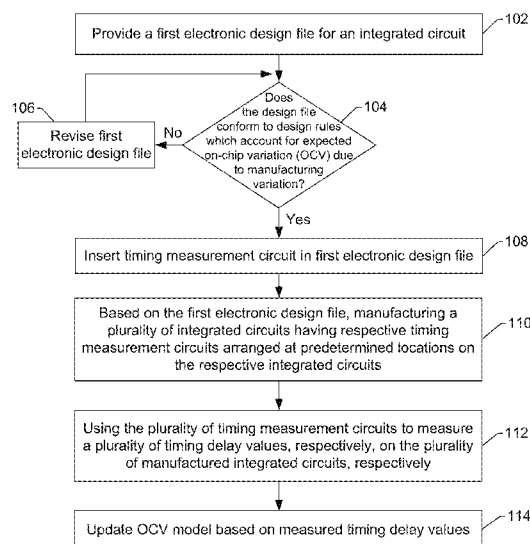 Provide a first electronic design file for an integrated circuit
102
Does
the design file
conform to design rules
which account for expected
on-chip variation (OCV) due
to manufacturing
variation?
104
106
Revise first
electronic design file
No
Yes
Insert timing measurement circuit in first electronic design file
108
Based on the first electronic design file, manufacturing a
plurality of integrated circuits having respective timing
measurement circuits arranged at predetermined locations on
the respective integrated circuits
110
Using the plurality of timing measurement circuits to measure
a plurality of timing delay values, respectively, on the plurality
of manufactured integrated circuits, respectively
112
Update OCV model based on measured timing delay values
114